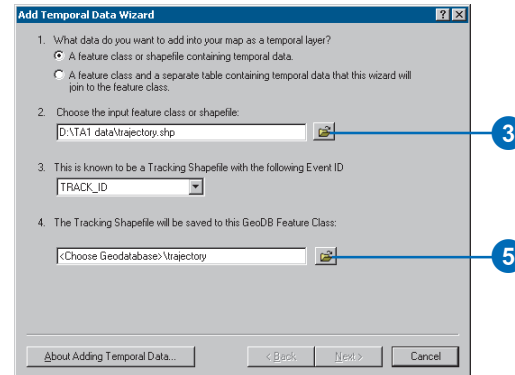 Add Temporal Data Wizard
1. What data do you want to add into your map as a temporal layer?
A feature class or shapefile containing temporal data.
A feature class and a separate table containing temporal data that this wizard will
join to the feature class.
2. Choose the input feature class or shapefile:
D:\TA1 data\trajectory.shp
3
3. This is known to be a Tracking Shapefile with the following Event ID
TRACK_ID
4. The Tracking Shapefile will be saved to this GeoDB Feature Class:
<Choose Geodatabase>\trajectory
5
About Adding Temporal Data...
< Back
Next >
Cancel